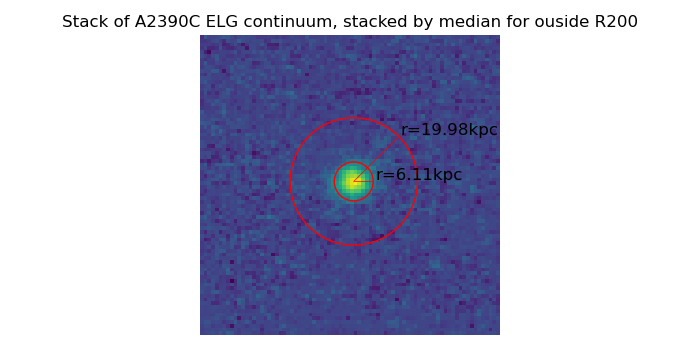 Stack of A2390C ELG continuum, stacked by median for ouside R200
r=19.98kpc
r=6.11kpc